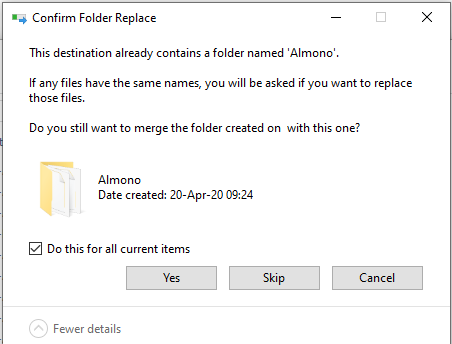 Confirm Folder Replace
This destination already contains a folder named 'Almono'.
If any files have the same names, you will be asked if you want to replace
those files.
Do you still want to merge the folder created on  with this one?
Almono
Date created: 20-Apr-20 09:24
Do this for all current items
Yes Skip Cancel
Fewer details